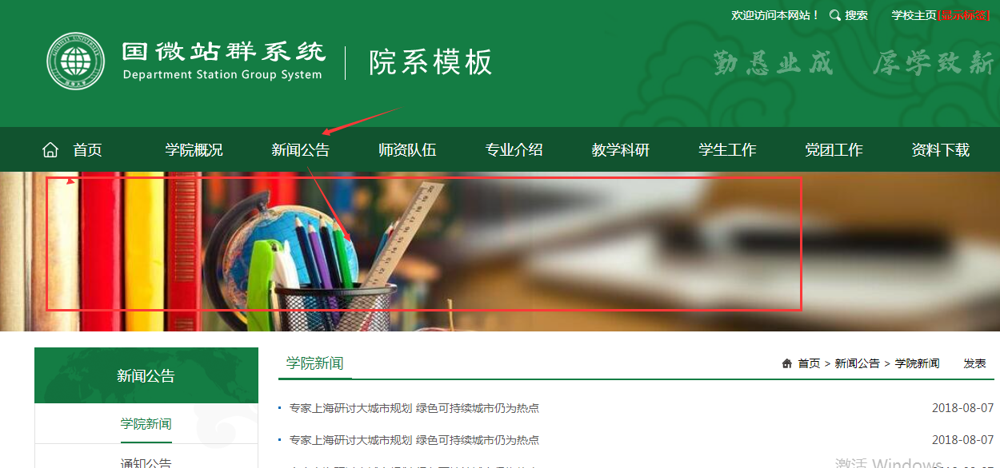 欢迎访问本网站！ 搜索 学校主页[显示标签]
国微站群系统
Department Station Group System
院系模板
勤恳业成 厚学致新
首页 学院概况 新闻公告 师资队伍 专业介绍 教学科研 学生工作 党团工作 资料下载
新闻公告
学院新闻
通知公告
学院新闻
首页 > 新闻公告 > 学院新闻 发表
专家上海研讨大城市规划 绿色可持续城市仍为热点 2018-08-07
专家上海研讨大城市规划 绿色可持续城市仍为热点 2018-08-07
激活 Windows